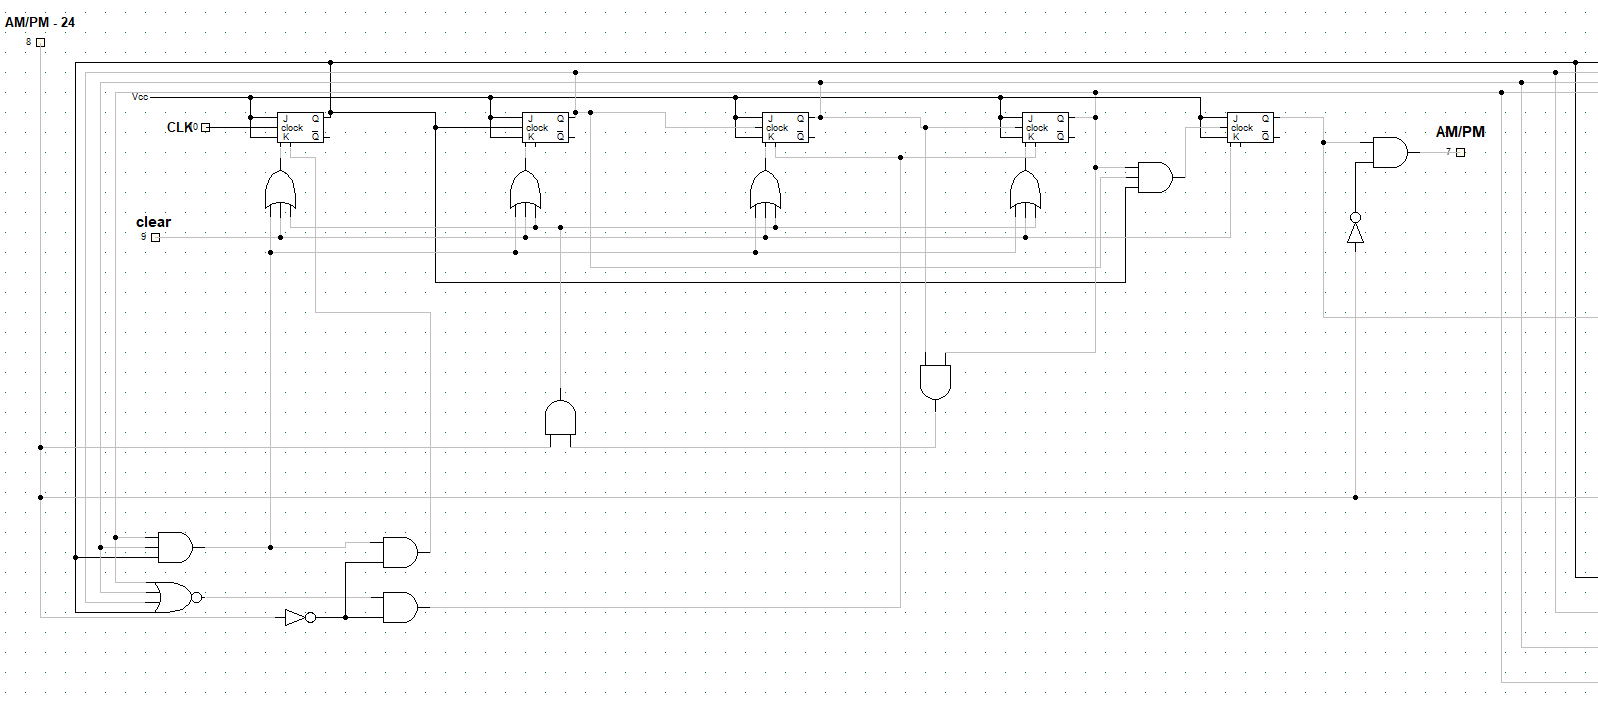 AM/PM - 24
8
Vcc
J Q
clock
K Q
J Q
clock
K Q
J Q
clock
K Q
J Q
clock
K Q
J Q
clock
K Q
CLK 0
AM/PM
7
clear
9